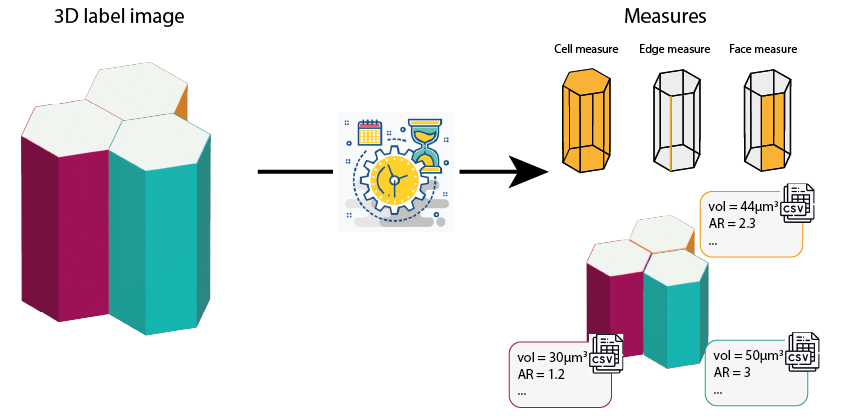 3D label image
Measures
Cell measure
Edge measure
Face measure
vol = 44µm³
AR = 2.3
...
CSV
vol = 30µm³
AR = 1.2
...
CSV
vol = 50µm³
AR = 3
...
CSV